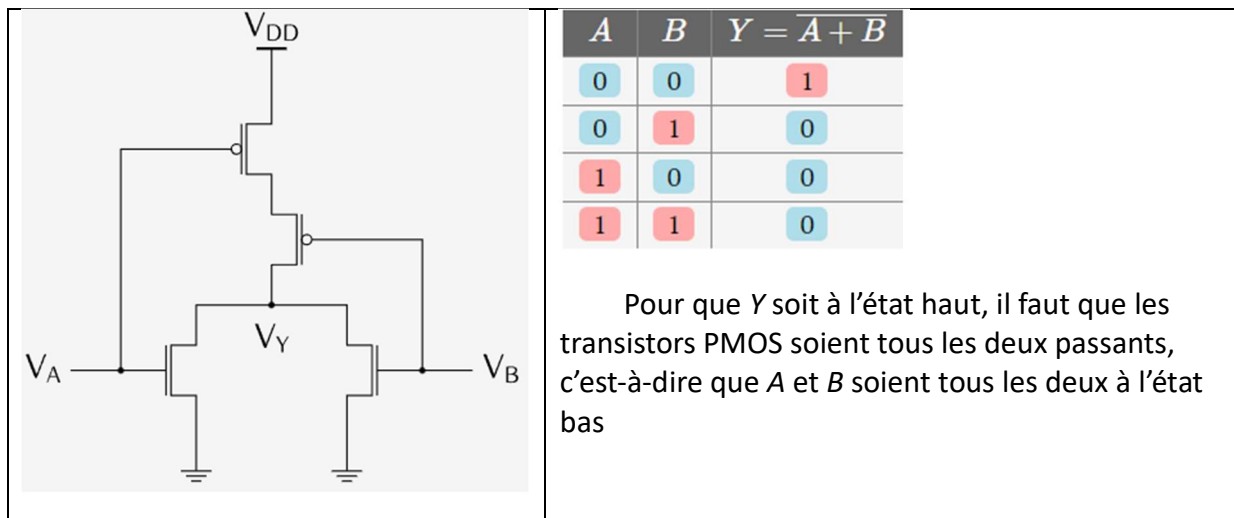 V_DD
V_Y
V_A
V_B
A B Y = \overline{A + B}
0 0 1
0 1 0
1 0 0
1 1 0
Pour que Y soit à l’état haut, il faut que les
transistors PMOS soient tous les deux passants,
c’est-à-dire que A et B soient tous les deux à l’état
bas